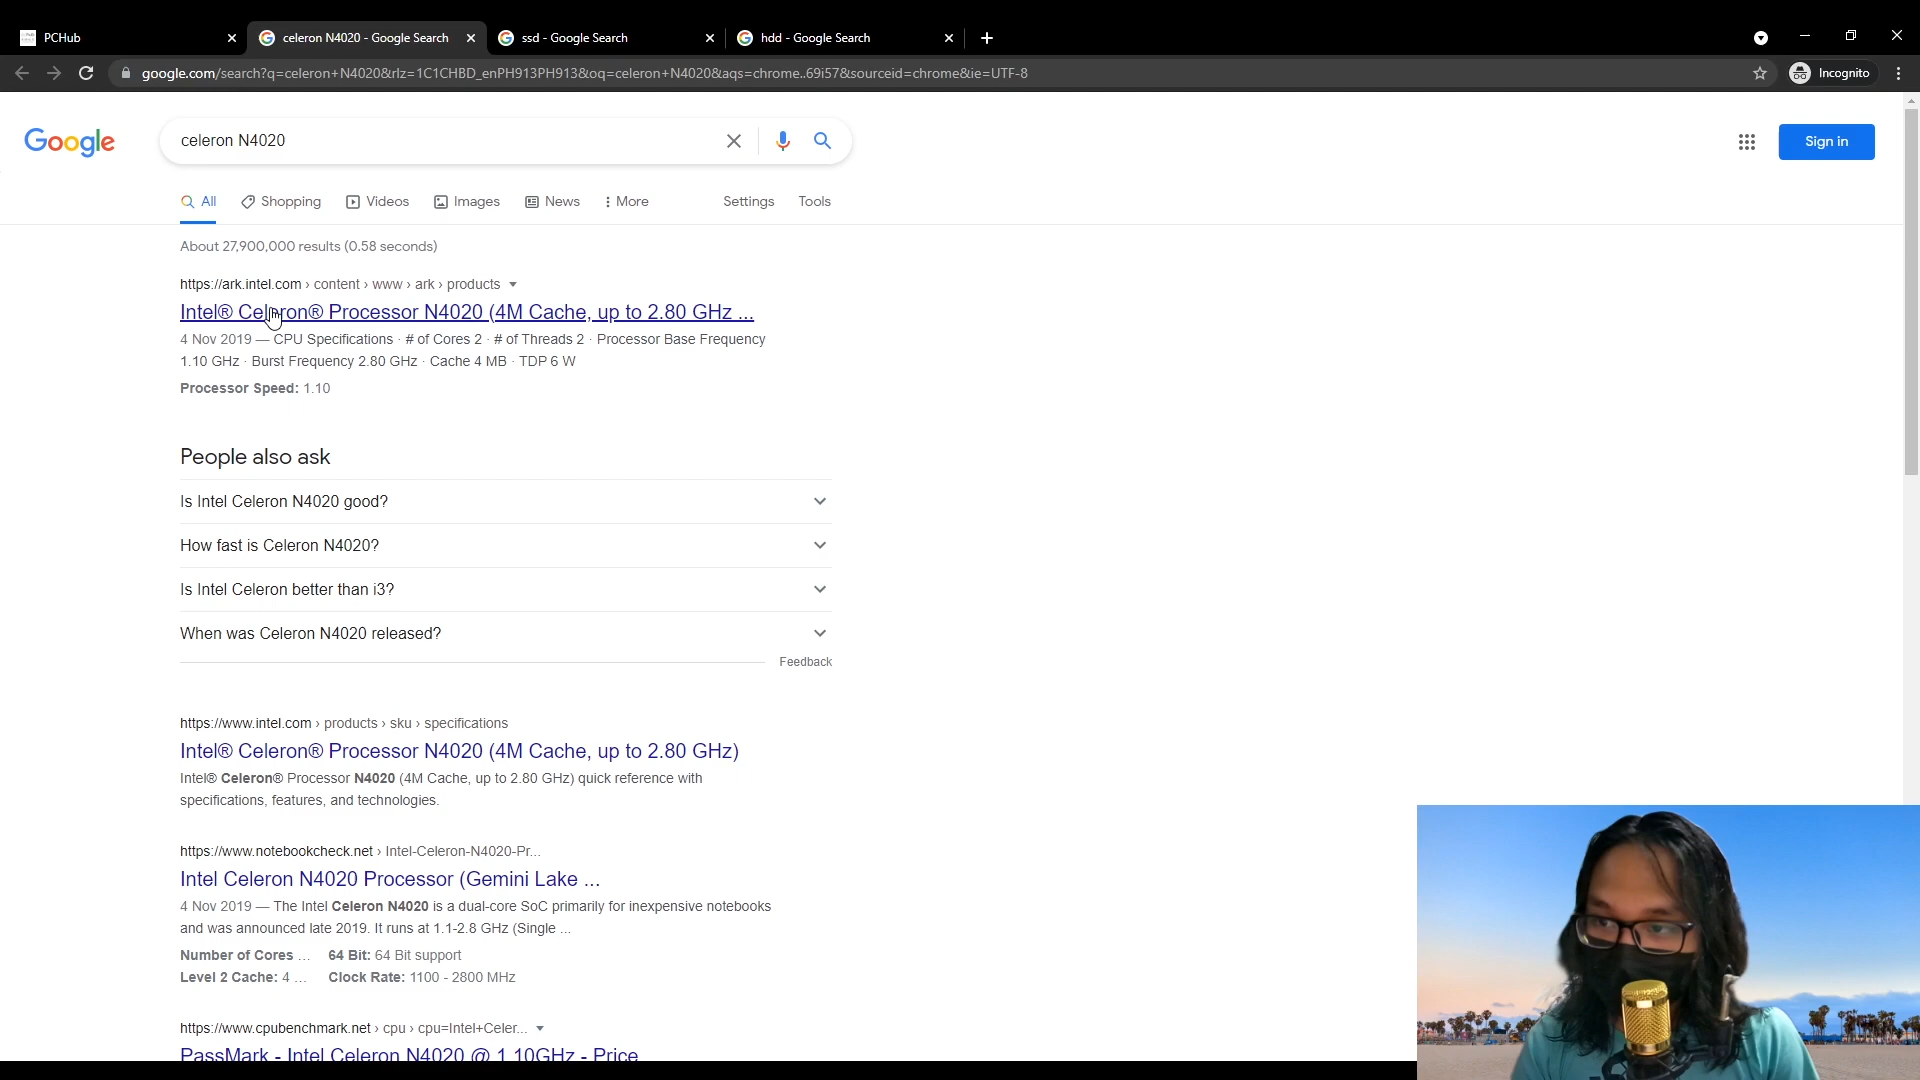 PCHub
celeron N4020 - Google Search
ssd - Google Search
hdd - Google Search
google.com/search?q=celeron+N4020&rlz=1C1CHBD_enPH913PH913&oq=celeron+N4020&aqs=chrome..69i57&sourceid=chrome&ie=UTF-8
Incognito
Google
celeron N4020
Sign in
All
Shopping
Videos
Images
News
More
Settings
Tools
About 27,900,000 results (0.58 seconds)
https://ark.intel.com › content › www › ark › products
Intel® Celeron® Processor N4020 (4M Cache, up to 2.80 GHz ...
4 Nov 2019 — CPU Specifications · # of Cores 2 · # of Threads 2 · Processor Base Frequency
1.10 GHz · Burst Frequency 2.80 GHz · Cache 4 MB · TDP 6 W
Processor Speed: 1.10
People also ask
Is Intel Celeron N4020 good?
How fast is Celeron N4020?
Is Intel Celeron better than i3?
When was Celeron N4020 released?
Feedback
https://www.intel.com › products › sku › specifications
Intel® Celeron® Processor N4020 (4M Cache, up to 2.80 GHz)
Intel® Celeron® Processor N4020 (4M Cache, up to 2.80 GHz) quick reference with
specifications, features, and technologies.
https://www.notebookcheck.net › Intel-Celeron-N4020-Pr...
Intel Celeron N4020 Processor (Gemini Lake ...
4 Nov 2019 — The Intel Celeron N4020 is a dual-core SoC primarily for inexpensive notebooks
and was announced late 2019. It runs at 1.1-2.8 GHz (Single ...
Number of Cores ... 64 Bit: 64 Bit support
Level 2 Cache: 4 ... Clock Rate: 1100 - 2800 MHz
https://www.cpubenchmark.net › cpu › cpu=Intel+Celer...
PassMark - Intel Celeron N4020 @ 1.10GHz - Price